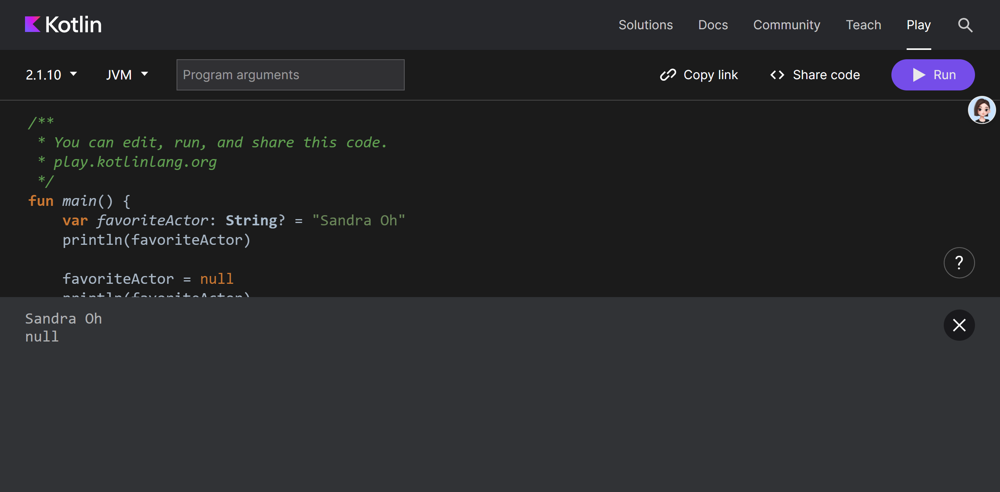 Kotlin
Solutions Docs Community Teach Play
2.1.10 JVM Program arguments Copy link Share code Run
/**
 * You can edit, run, and share this code.
 * play.kotlinlang.org
 */
fun main() {
    var favoriteActor: String? = "Sandra Oh"
    println(favoriteActor)
    favoriteActor = null
    println(favoriteActor)
?
Sandra Oh
null